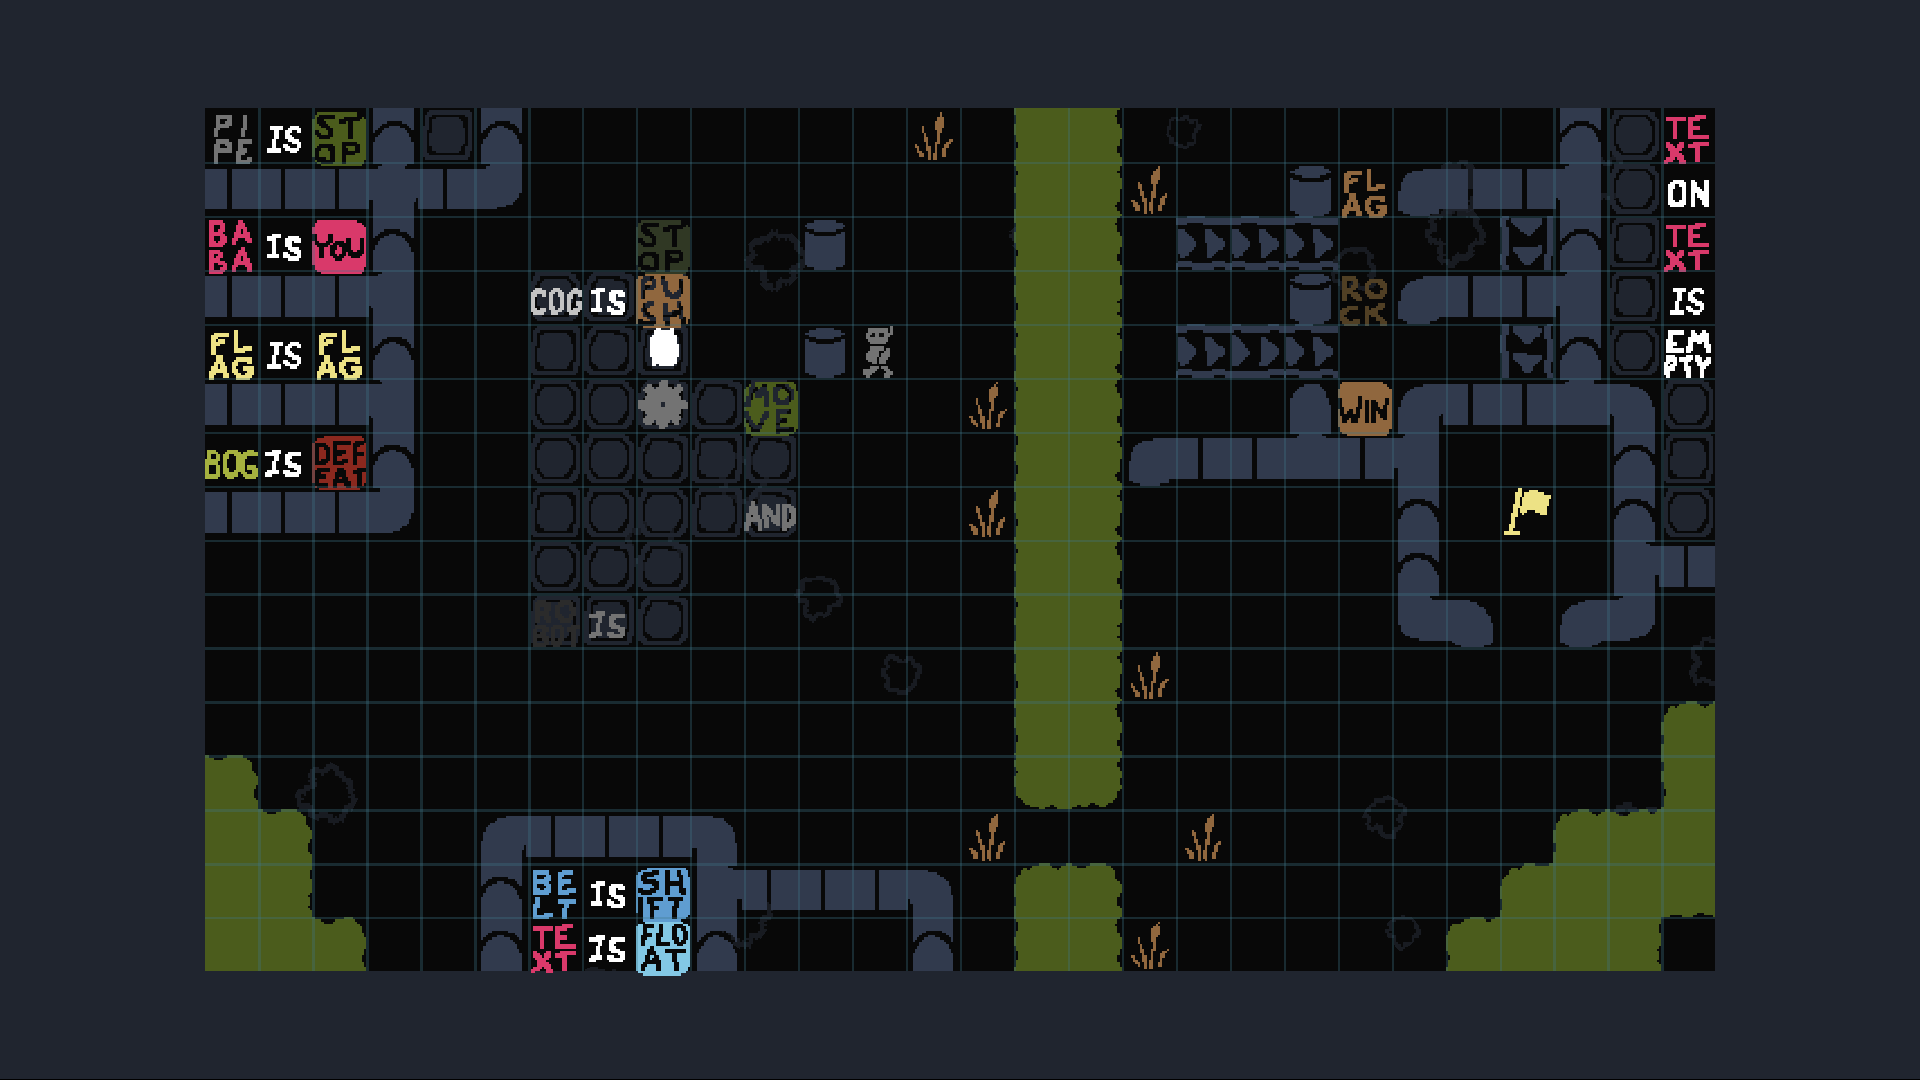 PIPE IS STOP
TEXT
FLAG
ON
BABA IS YOU
STOP
TEXT
COG IS PUSH
ROCK
IS
FLAG IS FLAG
EMPTY
MOVE
WIN
BOG IS DEFEAT
AND
ROBOT IS
BELT IS SHIFT
TEXT IS FLOAT